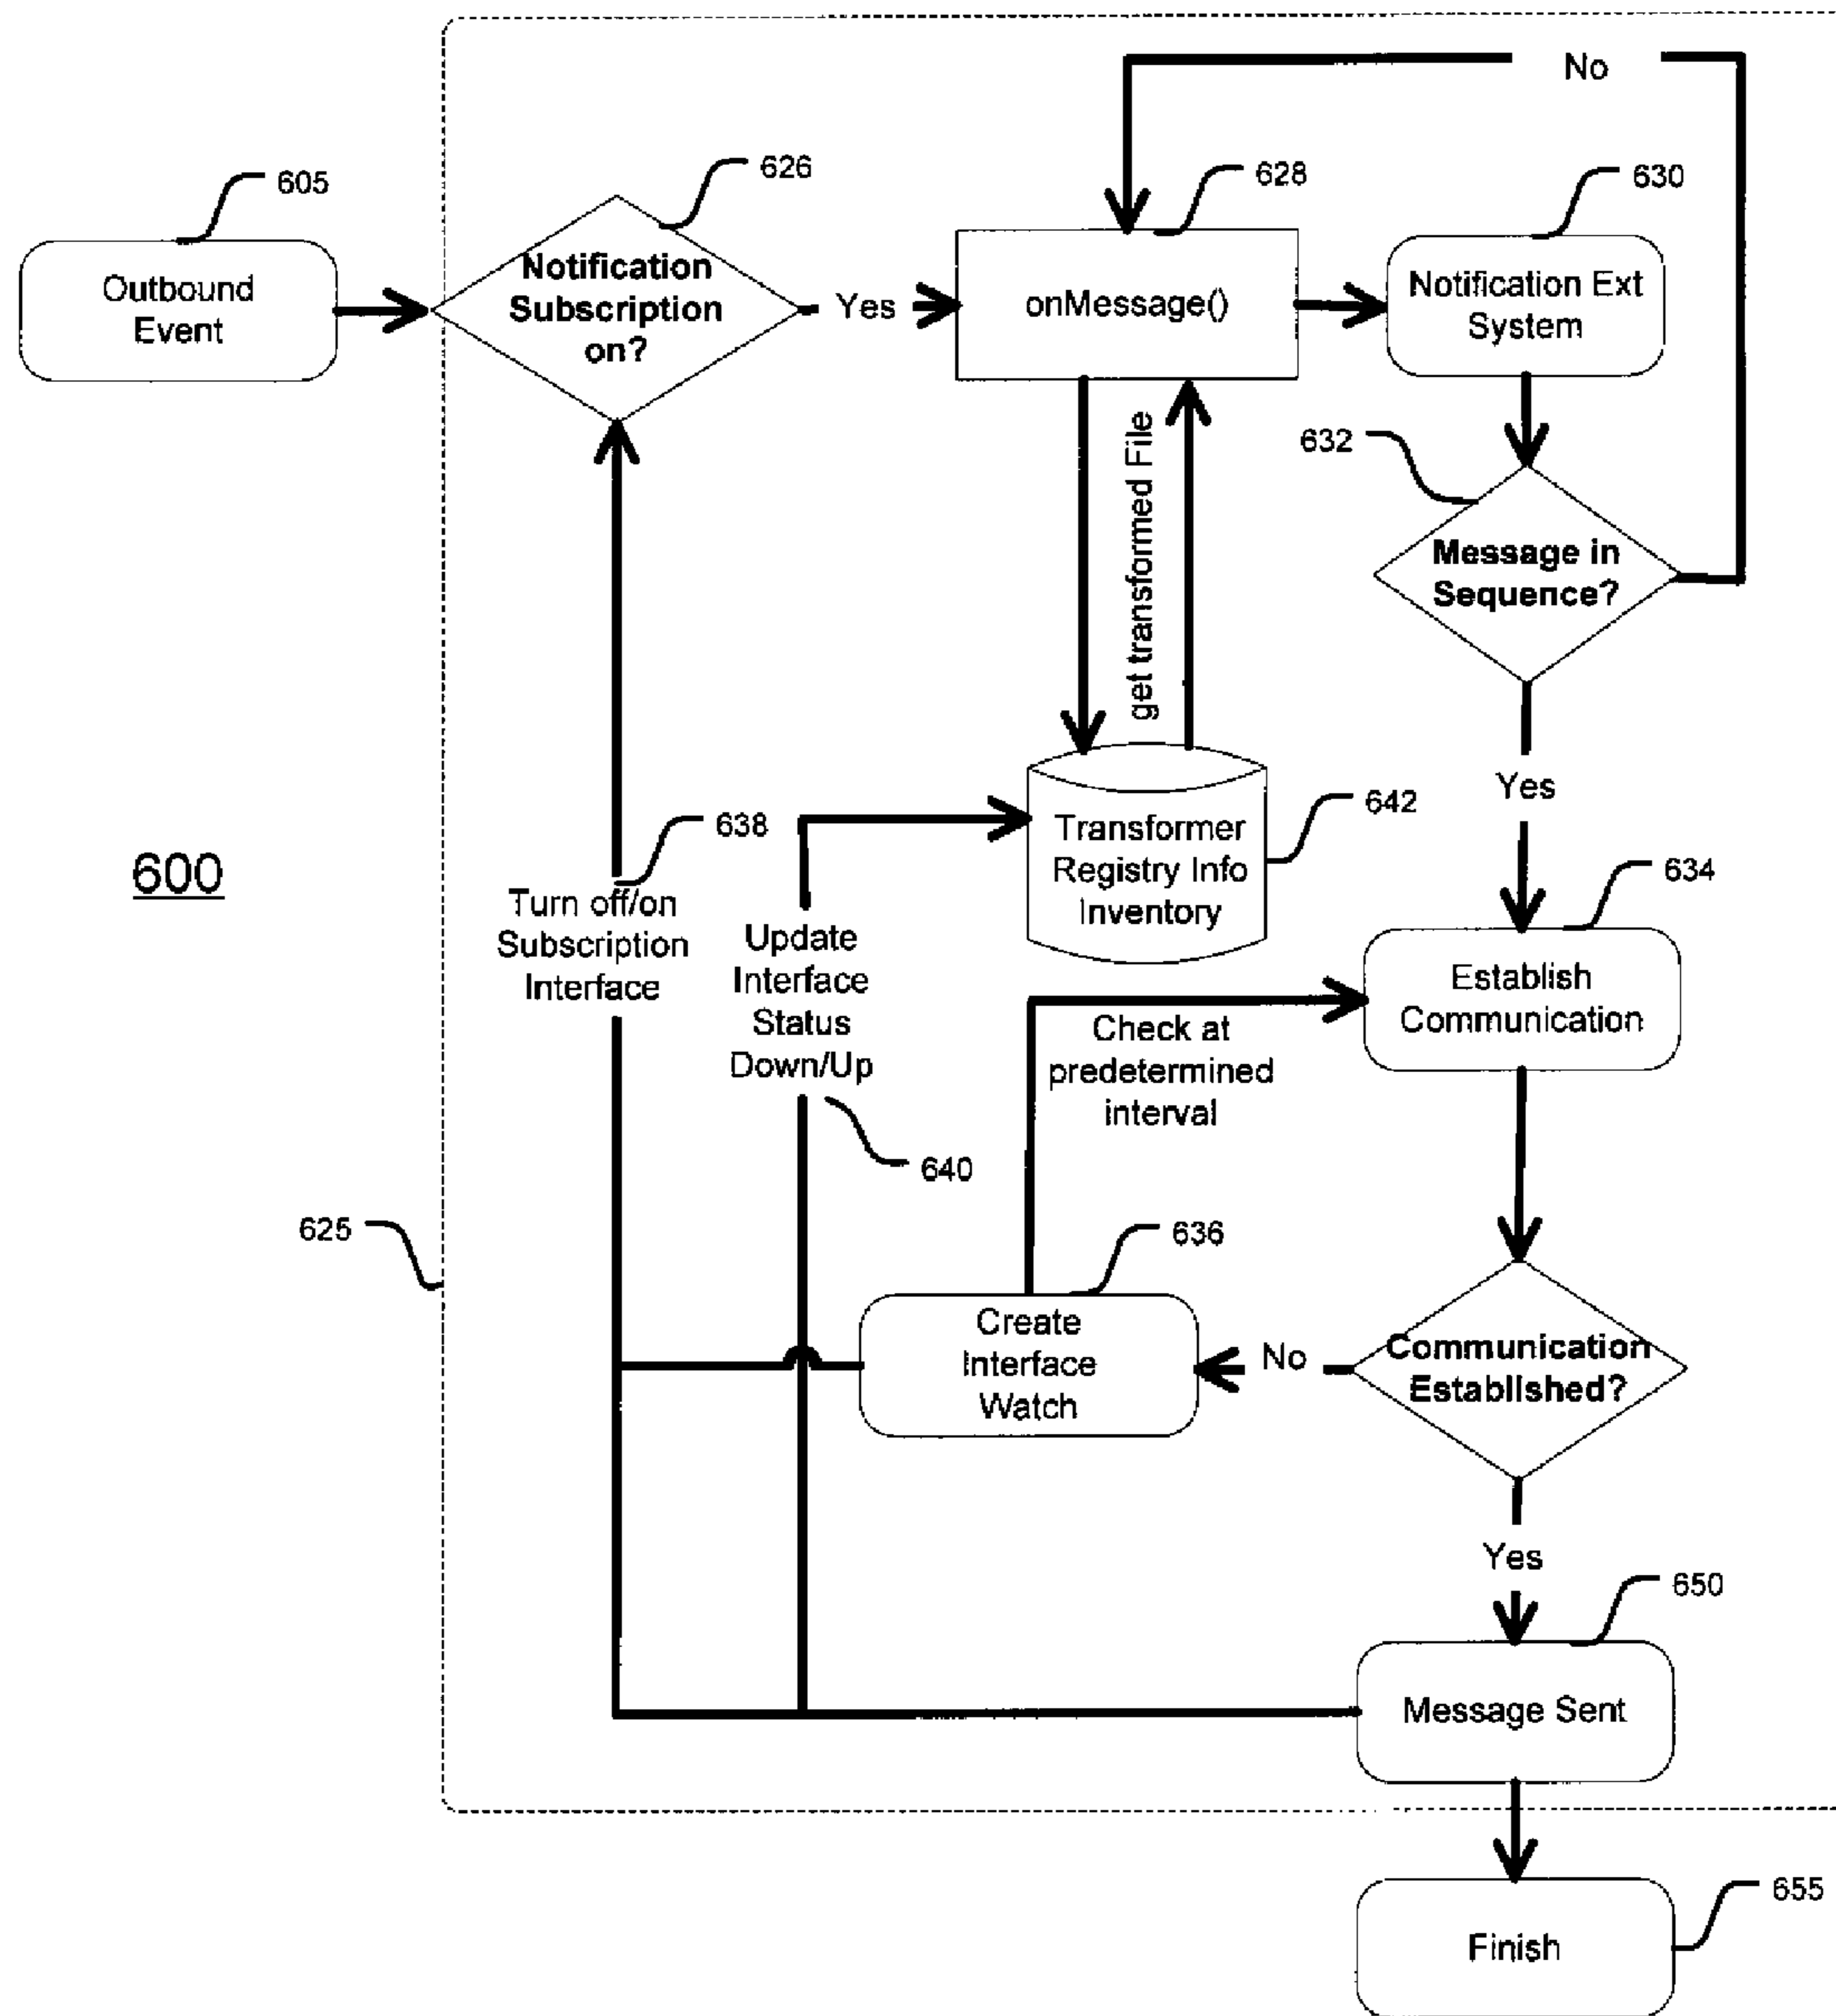 No
605
626
628
630
Outbound
Event
Notification
Subscription
on?
Yes
onMessage()
Notification Ext
System
get transformed File
632
Message in
Sequence?
Yes
600
638
Turn off/on
Subscription
Interface
Update
Interface
Status
Down/Up
640
Transformer
Registry Info
Inventory
642
634
Establish
Communication
Check at
predetermined
interval
625
636
Create
Interface
Watch
No
Communication
Established?
Yes
650
Message Sent
655
Finish